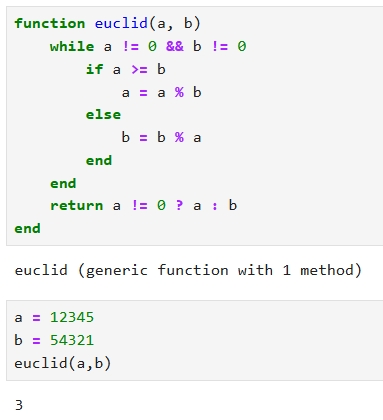 function euclid(a, b)
    while a != 0 && b != 0
        if a >= b
            a = a % b
        else
            b = b % a
        end
    end
    return a != 0 ? a : b
end
euclid (generic function with 1 method)
a = 12345
b = 54321
euclid(a,b)
3